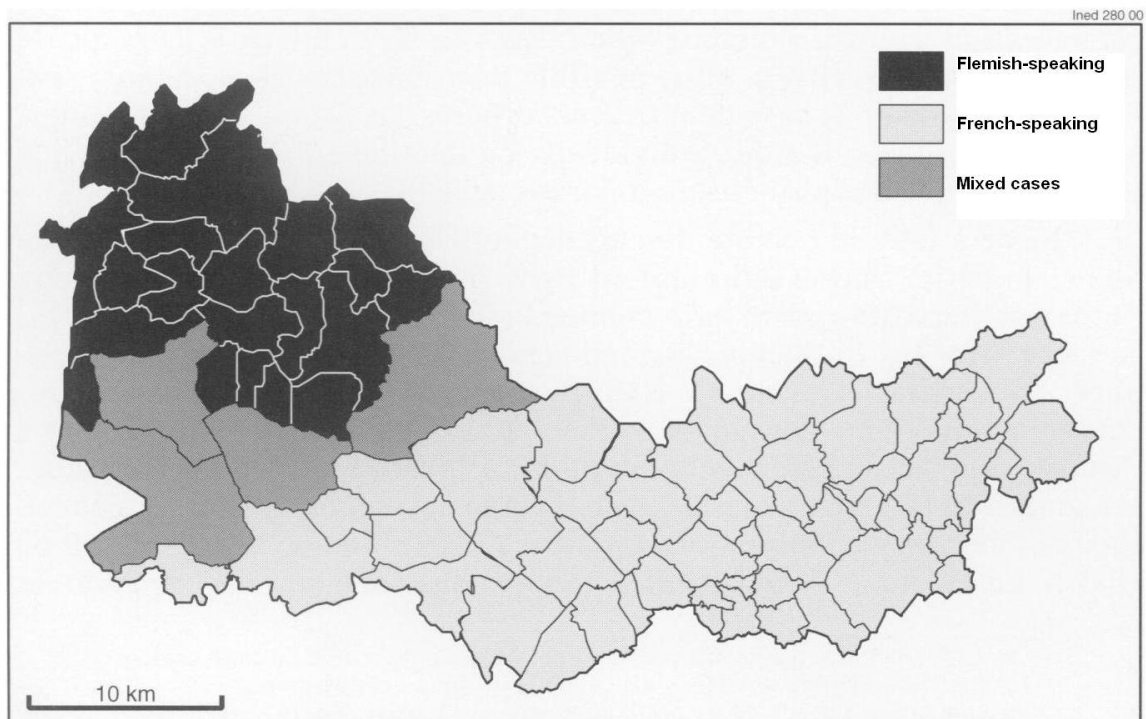 Ined 280 00
Flemish-speaking
French-speaking
Mixed cases
10 km